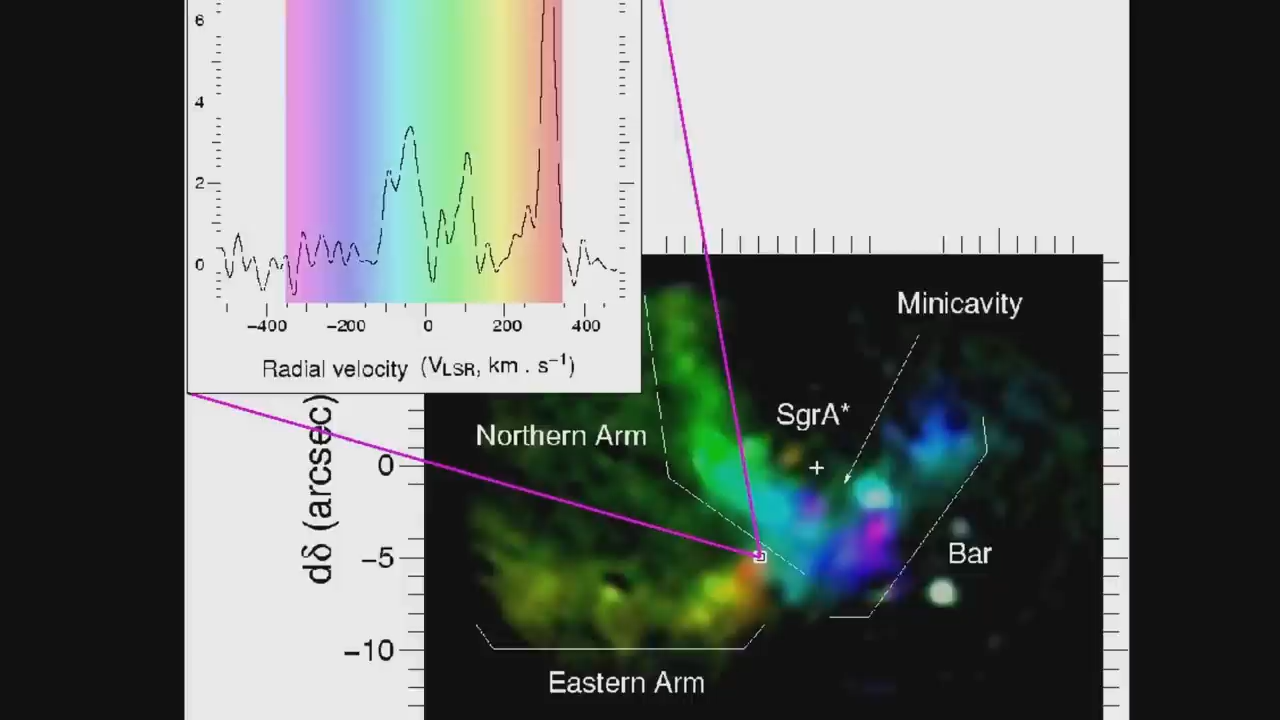 6
4
2
0
−400 −200 0 200 400
Radial velocity (VLSR, km . s−1)
Minicavity
SgrA*
Northern Arm
0
dδ (arcsec)
−5
Bar
−10
Eastern Arm